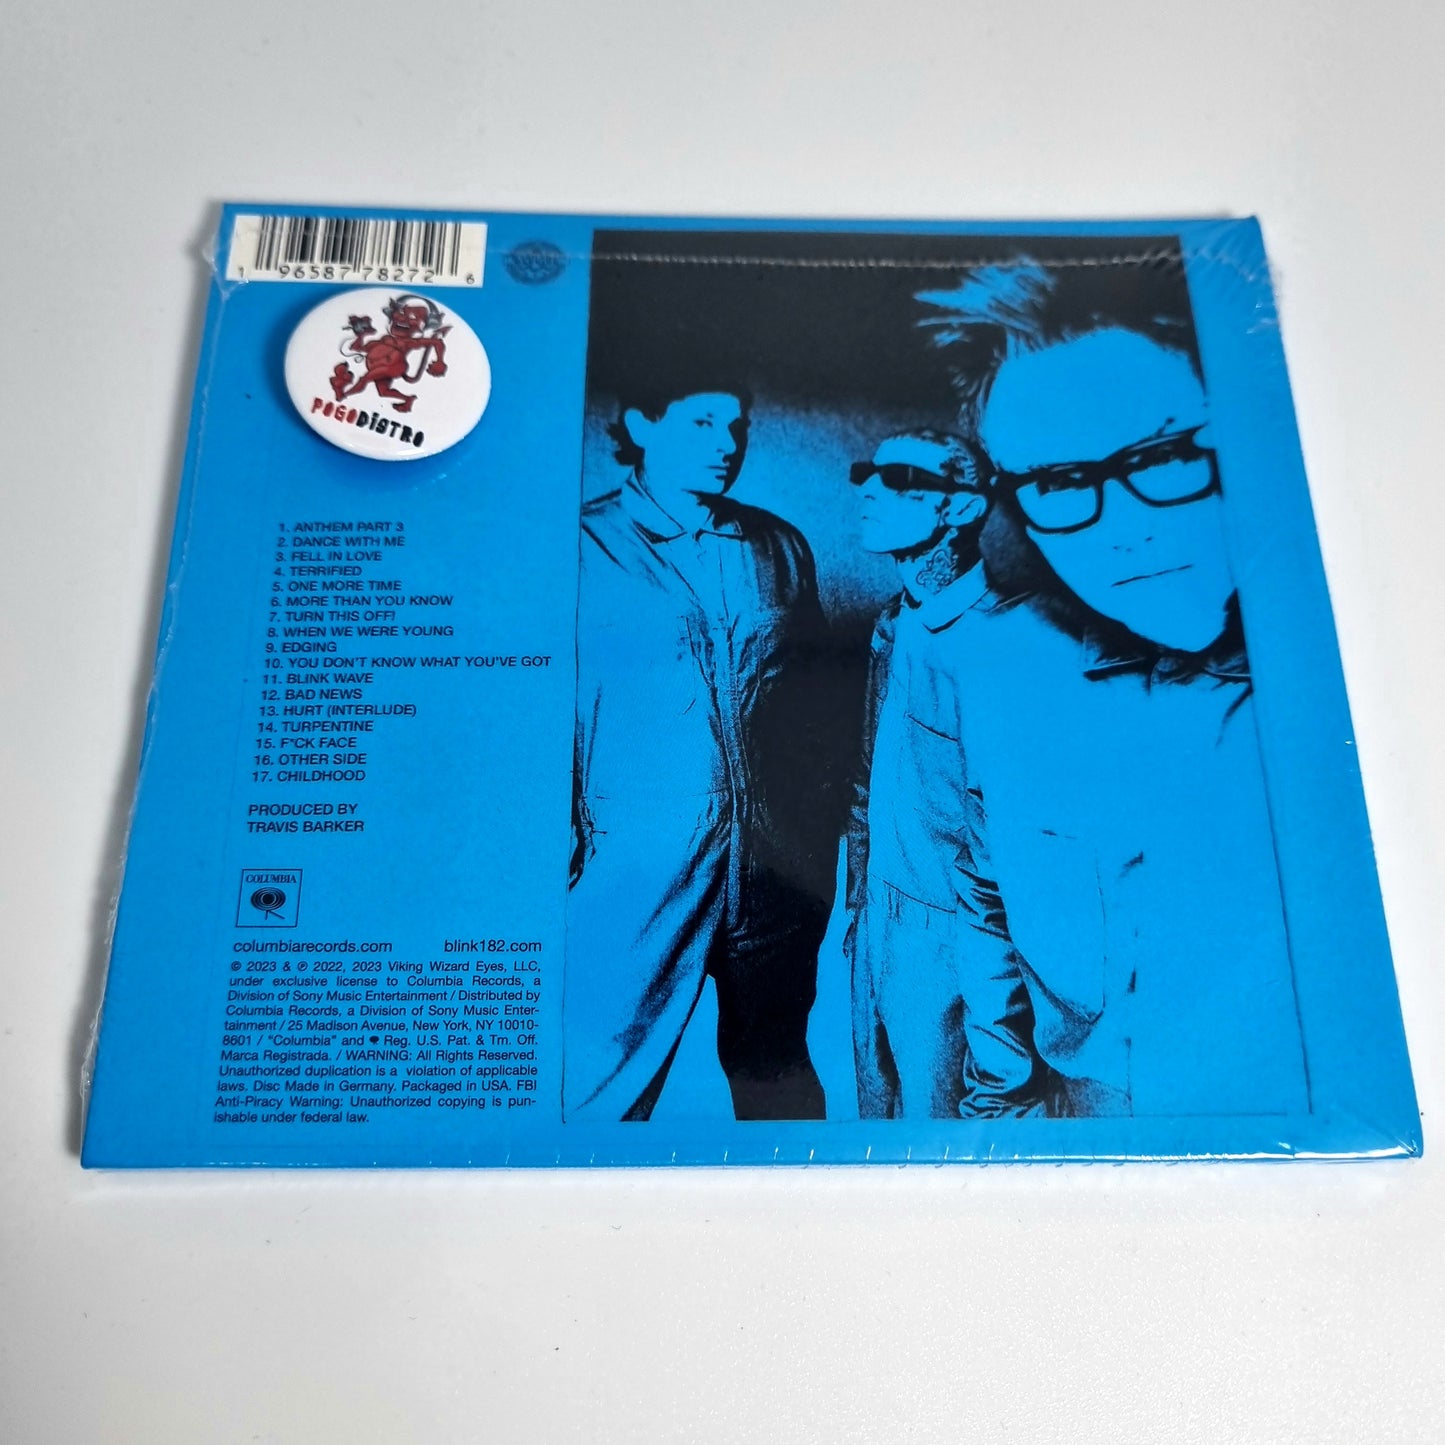 1 96587 78272 6
POGODISTRO
1. ANTHEM PART 3
2. DANCE WITH ME
3. FELL IN LOVE
4. TERRIFIED
5. ONE MORE TIME
6. MORE THAN YOU KNOW
7. TURN THIS OFF!
8. WHEN WE WERE YOUNG
9. EDGING
10. YOU DON'T KNOW WHAT YOU'VE GOT
11. BLINK WAVE
12. BAD NEWS
13. HURT (INTERLUDE)
14. TURPENTINE
15. F*CK FACE
16. OTHER SIDE
17. CHILDHOOD
PRODUCED BY
TRAVIS BARKER
COLUMBIA
columbiarecords.com blink182.com
© 2023 & ℗ 2022, 2023 Viking Wizard Eyes, LLC,
under exclusive license to Columbia Records, a
Division of Sony Music Entertainment / Distributed by
Columbia Records, a Division of Sony Music Enter-
tainment / 25 Madison Avenue, New York, NY 10010-
8601 / "Columbia" and Reg. U.S. Pat. & Tm. Off.
Marca Registrada. / WARNING: All Rights Reserved.
Unauthorized duplication is a violation of applicable
laws. Disc Made in Germany. Packaged in USA. FBI
Anti-Piracy Warning: Unauthorized copying is pun-
ishable under federal law.